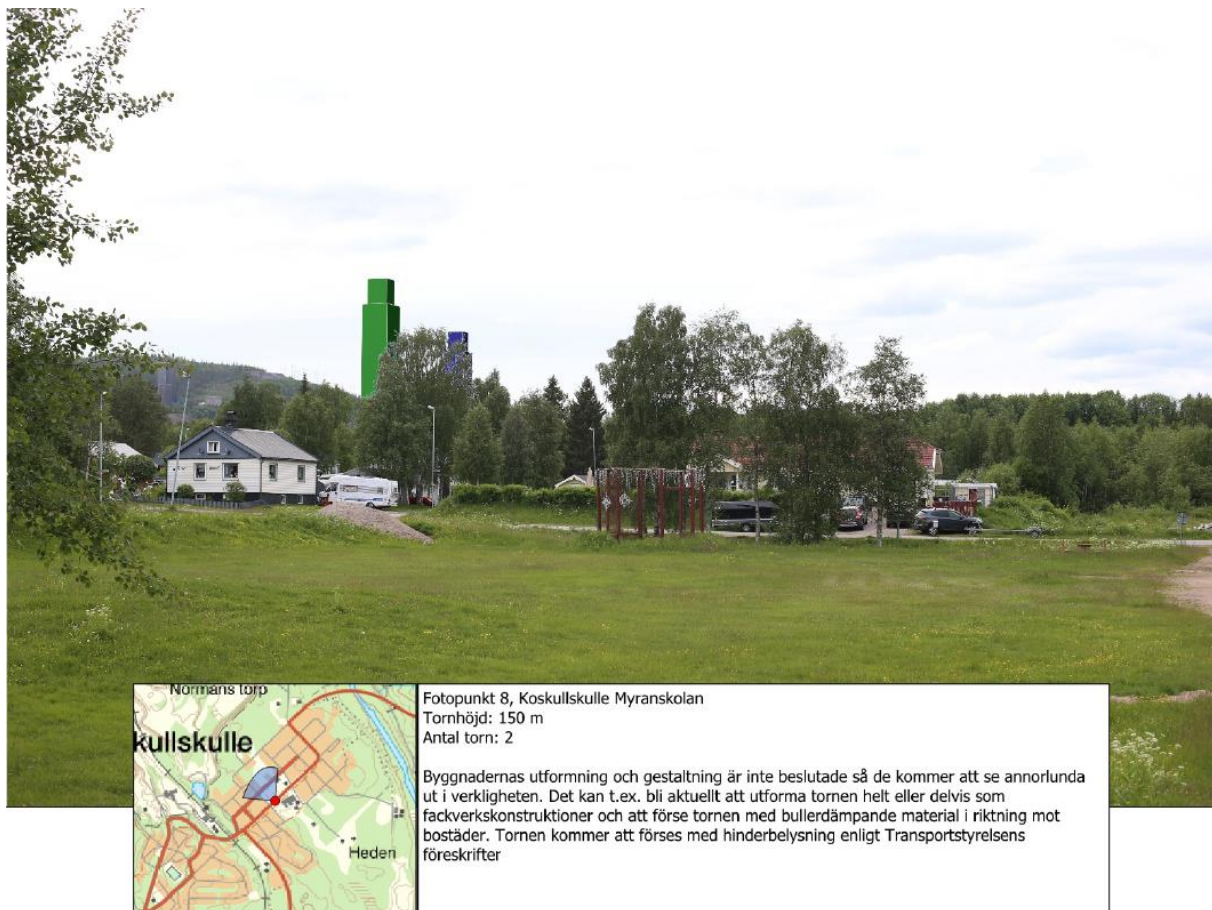 Normans torp
kullskulle
Heden
Fotopunkt 8, Koskullskulle Myranskolan
Tornhöjd: 150 m
Antal torn: 2
Byggnadernas utformning och gestaltning är inte beslutade så de kommer att se annorlunda
ut i verkligheten. Det kan t.ex. bli aktuellt att utforma tornen helt eller delvis som
fackverkskonstruktioner och att förse tornen med bullerdämpande material i riktning mot
bostäder. Tornen kommer att förses med hinderbelysning enligt Transportstyrelsens
föreskrifter